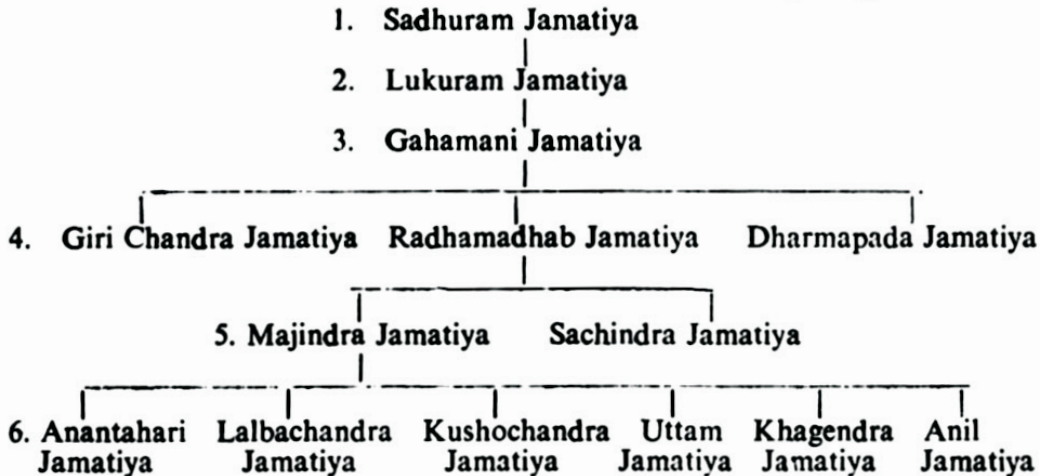 1. Sadhuram Jamatiya
2. Lukuram Jamatiya
3. Gahamani Jamatiya
4. Giri Chandra Jamatiya Radhamadhab Jamatiya Dharmapada Jamatiya
5. Majindra Jamatiya Sachindra Jamatiya
6. Anantahari Lalbachandra Kushochandra Uttam Khagendra Anil
Jamatiya Jamatiya Jamatiya Jamatiya Jamatiya Jamatiya